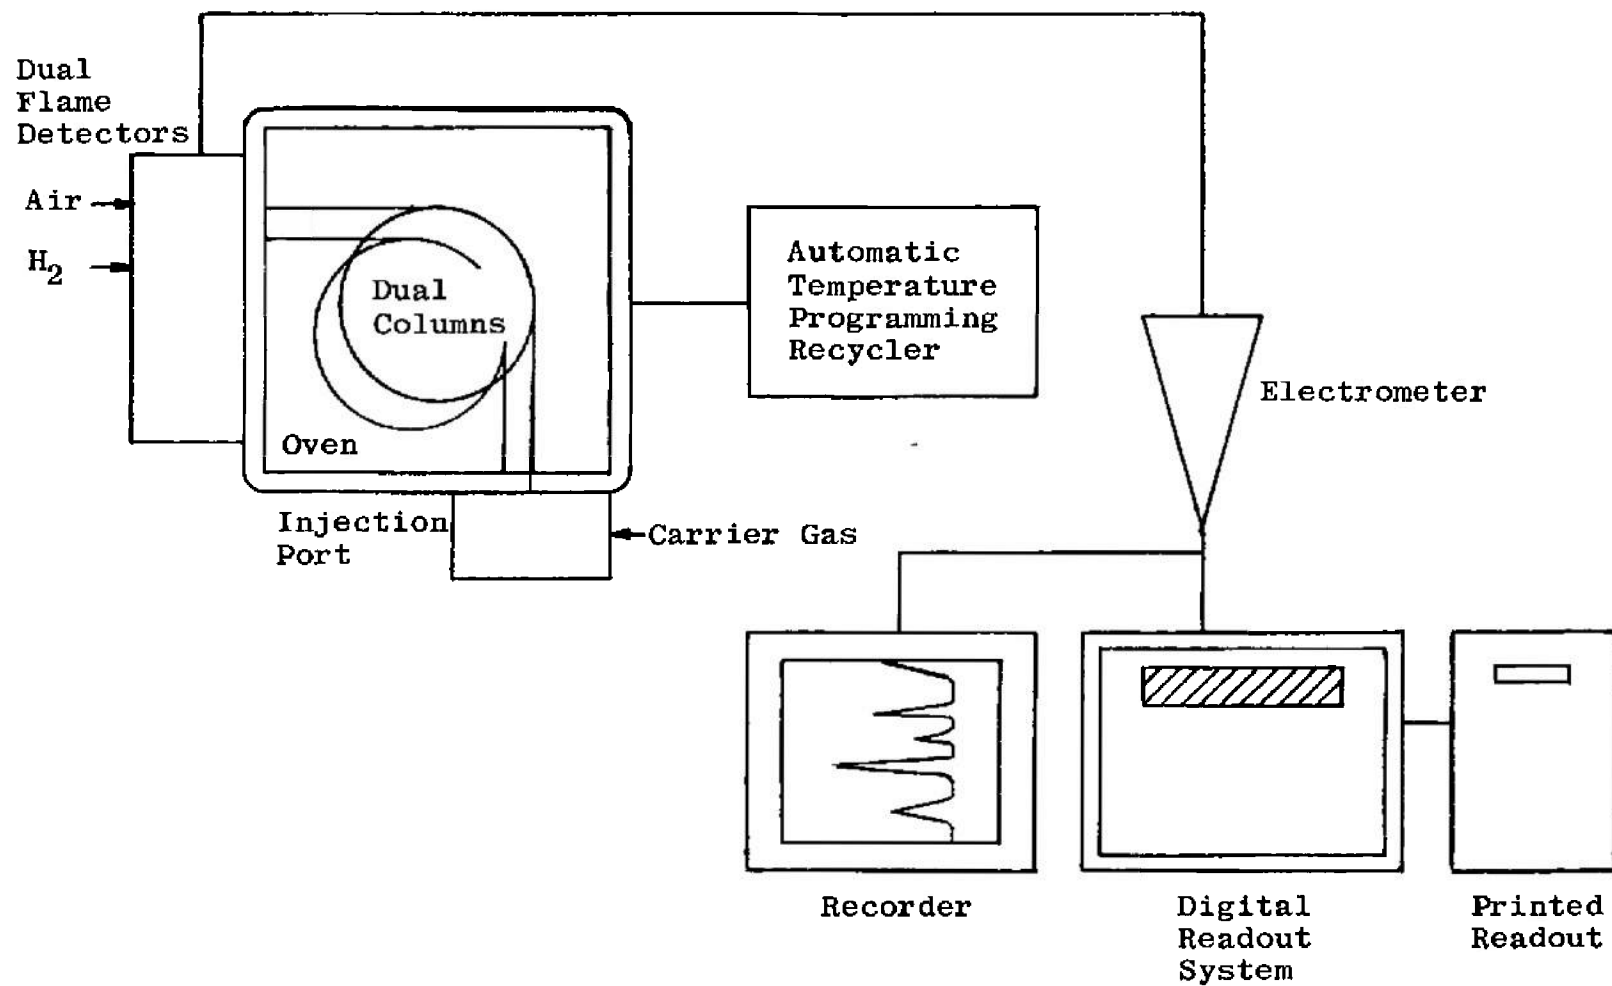 Dual
Flame
Detectors
Air
H₂
Dual
Columns
Oven
Automatic
Temperature
Programming
Recycler
Electrometer
Injection
Port
Carrier Gas
Recorder
Digital
Readout
System
Printed
Readout